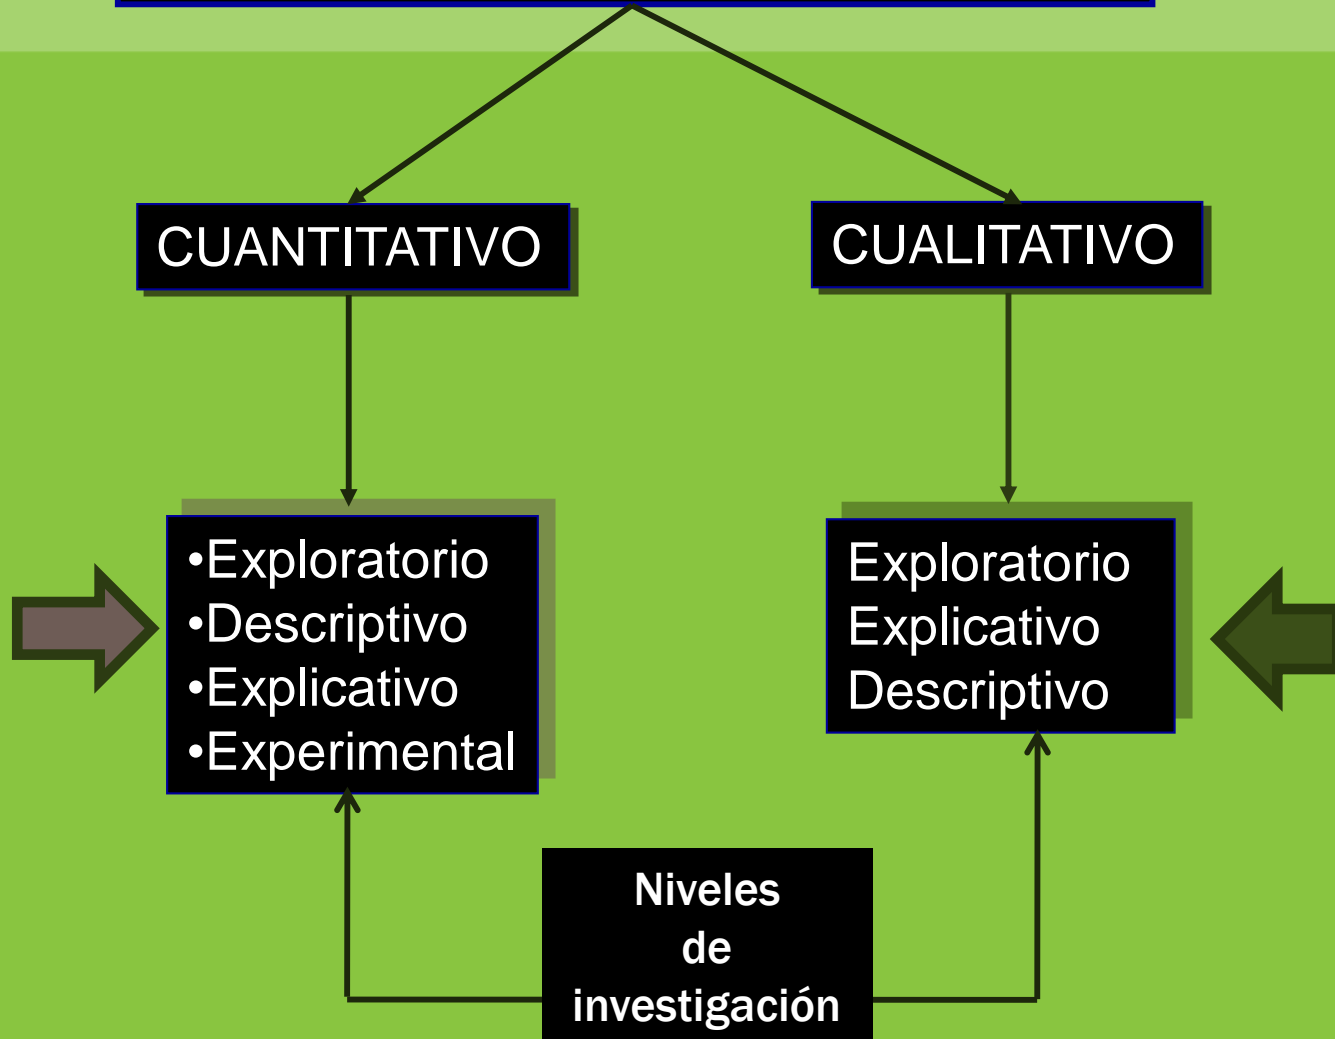 CUANTITATIVO
CUALITATIVO
•Exploratorio
•Descriptivo
•Explicativo
•Experimental
Exploratorio
Explicativo
Descriptivo
Niveles
de
investigación